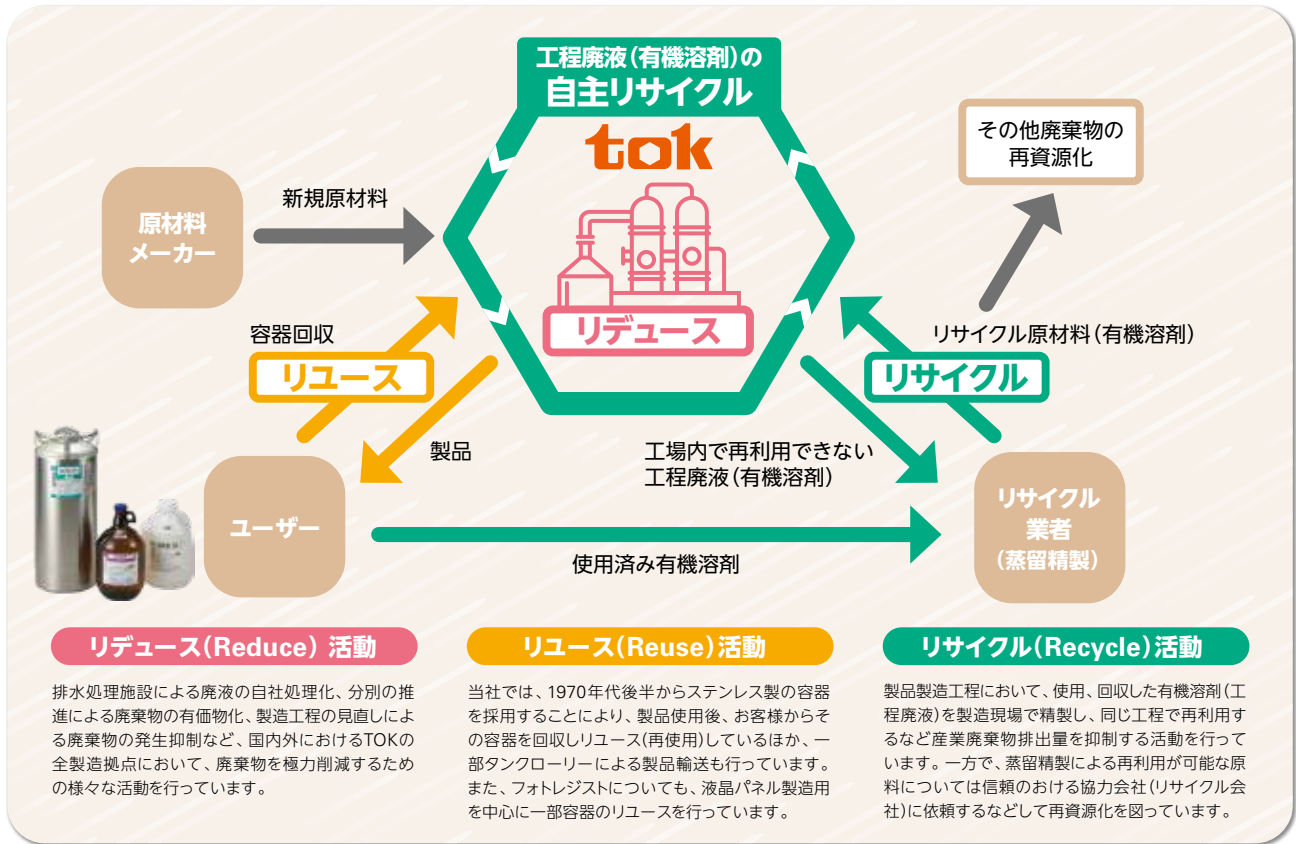 工程廃液(有機溶剤)の
自主リサイクル
tok
その他廃棄物の
再資源化
原材料
メーカー
新規原材料
リデュース
容器回収
リユース
リサイクル原材料(有機溶剤)
リサイクル
製品
工場内で再利用できない
工程廃液(有機溶剤)
ユーザー
リサイクル
業者
(蒸留精製)
使用済み有機溶剤
リデュース(Reduce) 活動
排水処理施設による廃液の自社処理化、分別の推
進による廃棄物の有価物化、製造工程の見直しによ
る廃棄物の発生抑制など、国内外におけるTOKの
全製造拠点において、廃棄物を極力削減するため
の様々な活動を行っています。
リユース(Reuse)活動
当社では、1970年代後半からステンレス製の容器
を採用することにより、製品使用後、お客様からそ
の容器を回収しリユース(再使用)しているほか、一
部タンクローリーによる製品輸送も行っています。
また、フォトレジストについても、液晶パネル製造用
を中心に一部容器のリユースを行っています。
リサイクル(Recycle)活動
製品製造工程において、使用、回収した有機溶剤(工
程廃液)を製造現場で精製し、同じ工程で再利用す
るなど産業廃棄物排出量を抑制する活動を行って
います。一方で、蒸留精製による再利用が可能な原
料については信頼のおける協力会社(リサイクル会
社)に依頼するなどして再資源化を図っています。